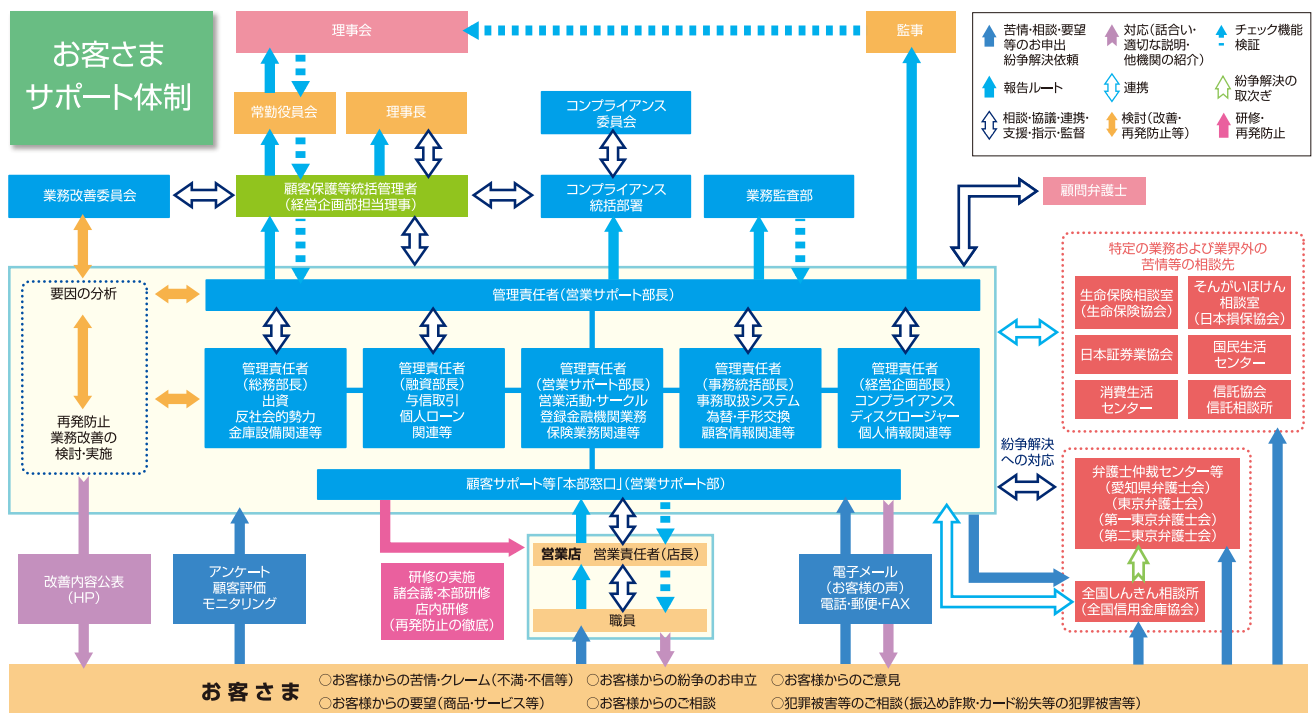 お客さま
サポート体制
理事会
監事
常勤役員会
理事長
コンプライアンス
委員会
苦情・相談・要望
等のお申出
紛争解決依頼
対応(話合い・
適切な説明・
他機関の紹介)
チェック機能
検証
報告ルート
連携
紛争解決の
取次ぎ
相談・協議・連携・
支援・指示・監督
検討(改善・
再発防止等)
研修・
再発防止
業務改善委員会
顧客保護等統括管理者
(経営企画部担当理事)
コンプライアンス
統括部署
業務監査部
顧問弁護士
要因の分析
再発防止
業務改善の
検討・実施
管理責任者(営業サポート部長)
管理責任者
(総務部長)
出資
反社会的勢力
金庫設備関連等
管理責任者
(融資部長)
与信取引
個人ローン
関連等
管理責任者
(営業サポート部長)
営業活動・サークル
登録金融機関業務
保険業務関連等
管理責任者
(事務統括部長)
事務取扱システム
為替・手形交換
顧客情報関連等
管理責任者
(経営企画部長)
コンプライアンス
ディスクロージャー
個人情報関連等
顧客サポート等「本部窓口」(営業サポート部)
特定の業務および業界外の
苦情等の相談先
生命保険相談室
(生命保険協会)
そんがいほけん
相談室
(日本損保協会)
日本証券業協会
国民生活
センター
消費生活
センター
信託協会
信託相談所
紛争解決
への対応
弁護士仲裁センター等
(愛知県弁護士会)
(東京弁護士会)
(第一東京弁護士会)
(第二東京弁護士会)
全国しんきん相談所
(全国信用金庫協会)
改善内容公表
(HP)
アンケート
顧客評価
モニタリング
研修の実施
諸会議・本部研修
店内研修
(再発防止の徹底)
営業店 営業責任者(店長)
職員
電子メール
(お客様の声)
電話・郵便・FAX
お客さま
○お客様からの苦情・クレーム(不満・不信等) ○お客様からの紛争のお申立 ○お客様からのご意見
○お客様からの要望(商品・サービス等) ○お客様からのご相談 ○犯罪被害等のご相談(振込め詐欺・カード紛失等の犯罪被害等)